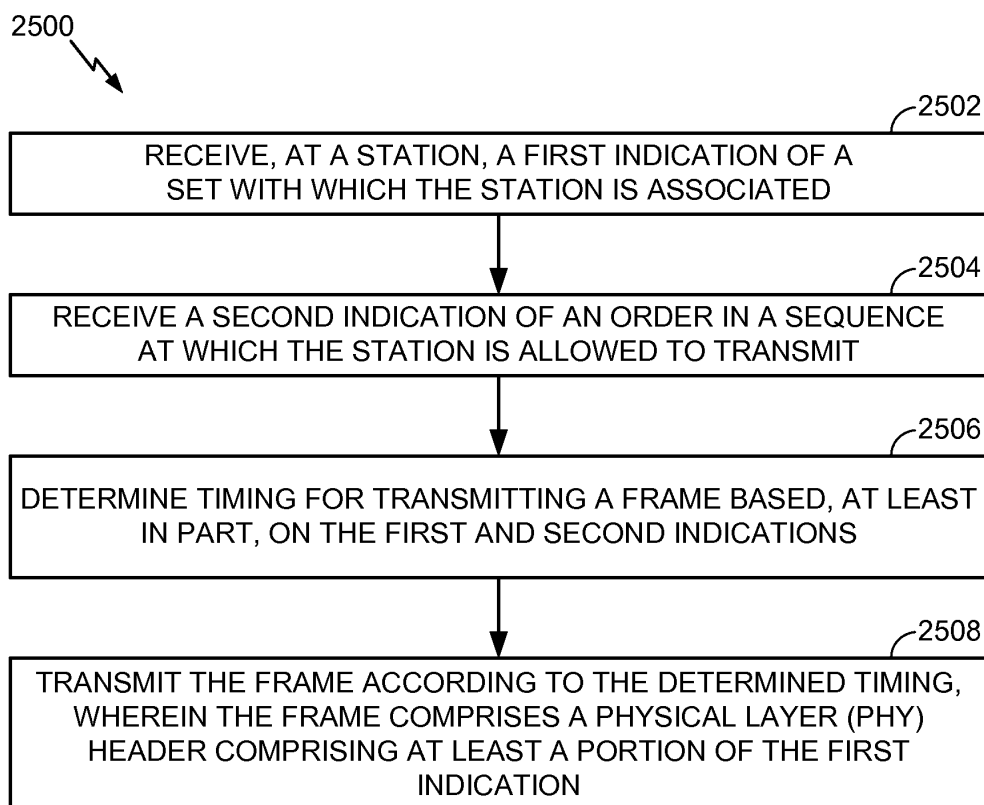 2500
2502
RECEIVE, AT A STATION, A FIRST INDICATION OF A
SET WITH WHICH THE STATION IS ASSOCIATED
2504
RECEIVE A SECOND INDICATION OF AN ORDER IN A SEQUENCE
AT WHICH THE STATION IS ALLOWED TO TRANSMIT
2506
DETERMINE TIMING FOR TRANSMITTING A FRAME BASED, AT LEAST
IN PART, ON THE FIRST AND SECOND INDICATIONS
2508
TRANSMIT THE FRAME ACCORDING TO THE DETERMINED TIMING,
WHEREIN THE FRAME COMPRISES A PHYSICAL LAYER (PHY)
HEADER COMPRISING AT LEAST A PORTION OF THE FIRST
INDICATION